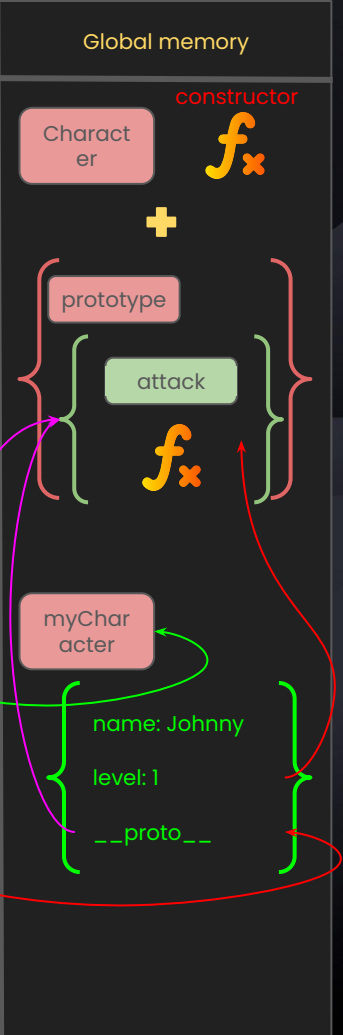 Global memory
constructor
Charact
er
prototype
attack
myChar
acter
name: Johnny
level: 1
__proto__